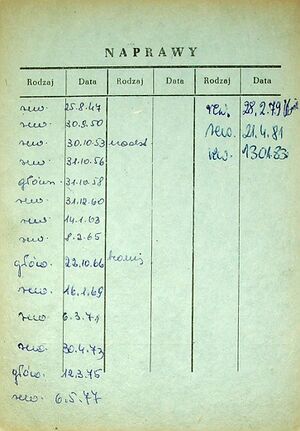 NAPRAWY
Rodzaj Data Rodzaj Data Rodzaj Data
rew. 25.8.47 rew. 28.2.79
rew. 30.8.50 rew. 21.4.81
rew. 30.10.53 rew. 13.01.83
rew. 31.10.56
główn. 31.10.58
rew. 31.12.60
rew. 14.1.63
rew. 8.2.65
główn. 22.10.66
rew. 16.1.69
rew. 6.3.71
rew. 30.4.73
główn. 12.3.75
rew. 6.5.77